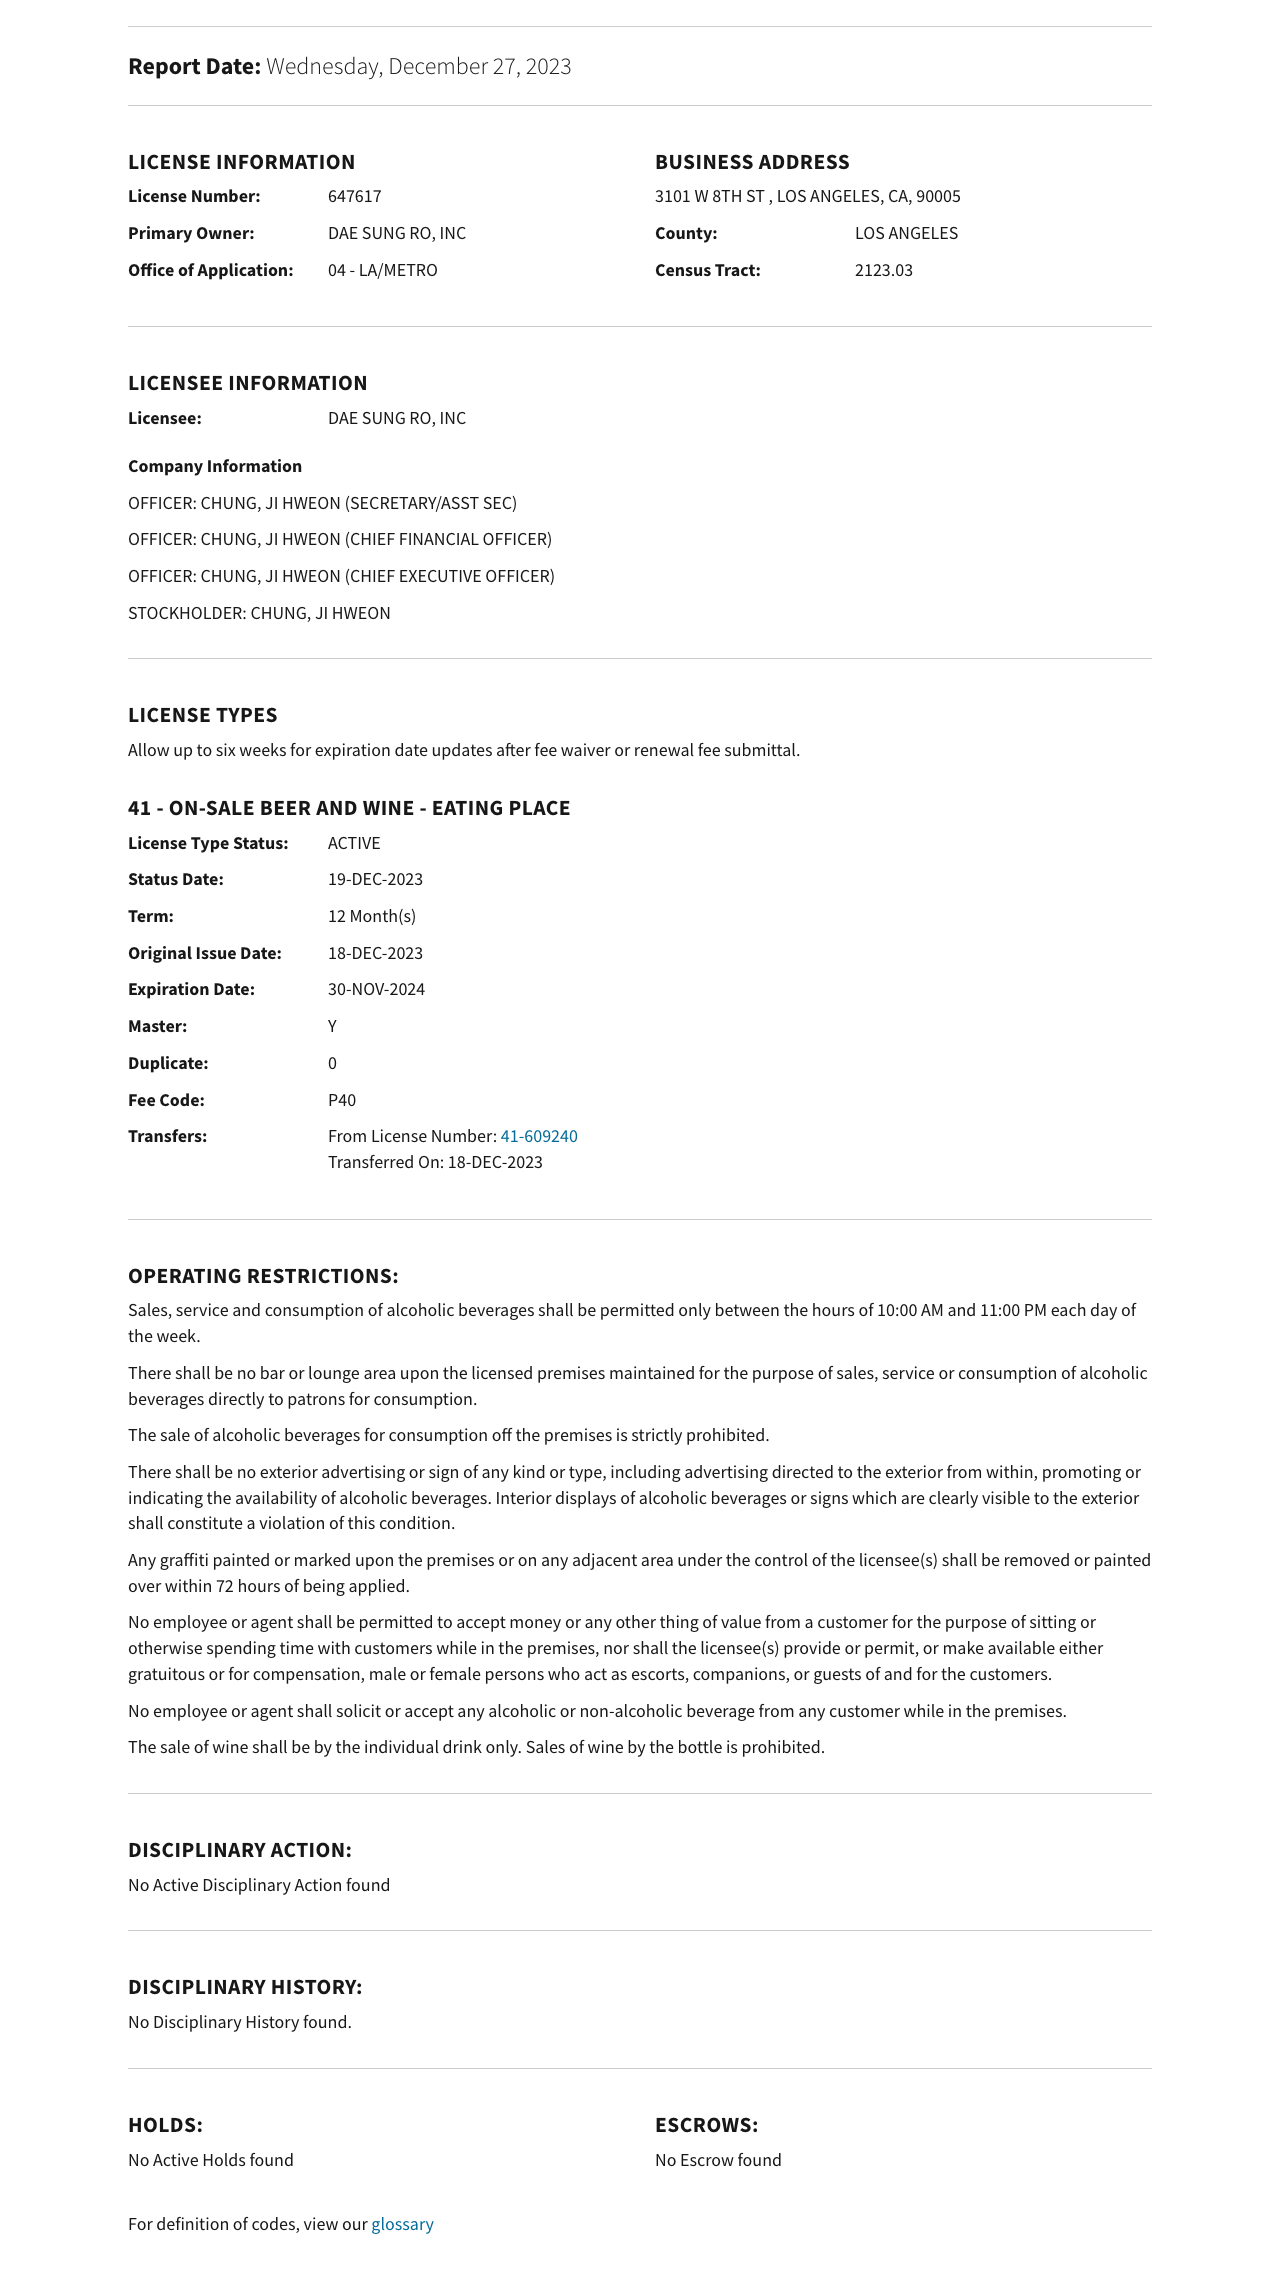 Report Date: Wednesday, December 27, 2023
LICENSE INFORMATION
License Number: 647617
Primary Owner: DAE SUNG RO, INC
Office of Application: 04 - LA/METRO
BUSINESS ADDRESS
3101 W 8TH ST , LOS ANGELES, CA, 90005
County: LOS ANGELES
Census Tract: 2123.03
LICENSEE INFORMATION
Licensee: DAE SUNG RO, INC
Company Information
OFFICER: CHUNG, JI HWEON (SECRETARY/ASST SEC)
OFFICER: CHUNG, JI HWEON (CHIEF FINANCIAL OFFICER)
OFFICER: CHUNG, JI HWEON (CHIEF EXECUTIVE OFFICER)
STOCKHOLDER: CHUNG, JI HWEON
LICENSE TYPES
Allow up to six weeks for expiration date updates after fee waiver or renewal fee submittal.
41 - ON-SALE BEER AND WINE - EATING PLACE
License Type Status: ACTIVE
Status Date: 19-DEC-2023
Term: 12 Month(s)
Original Issue Date: 18-DEC-2023
Expiration Date: 30-NOV-2024
Master: Y
Duplicate: 0
Fee Code: P40
Transfers: From License Number: 41-609240
Transferred On: 18-DEC-2023
OPERATING RESTRICTIONS:
Sales, service and consumption of alcoholic beverages shall be permitted only between the hours of 10:00 AM and 11:00 PM each day of
the week.
There shall be no bar or lounge area upon the licensed premises maintained for the purpose of sales, service or consumption of alcoholic
beverages directly to patrons for consumption.
The sale of alcoholic beverages for consumption off the premises is strictly prohibited.
There shall be no exterior advertising or sign of any kind or type, including advertising directed to the exterior from within, promoting or
indicating the availability of alcoholic beverages. Interior displays of alcoholic beverages or signs which are clearly visible to the exterior
shall constitute a violation of this condition.
Any graffiti painted or marked upon the premises or on any adjacent area under the control of the licensee(s) shall be removed or painted
over within 72 hours of being applied.
No employee or agent shall be permitted to accept money or any other thing of value from a customer for the purpose of sitting or
otherwise spending time with customers while in the premises, nor shall the licensee(s) provide or permit, or make available either
gratuitous or for compensation, male or female persons who act as escorts, companions, or guests of and for the customers.
No employee or agent shall solicit or accept any alcoholic or non-alcoholic beverage from any customer while in the premises.
The sale of wine shall be by the individual drink only. Sales of wine by the bottle is prohibited.
DISCIPLINARY ACTION:
No Active Disciplinary Action found
DISCIPLINARY HISTORY:
No Disciplinary History found.
HOLDS:
No Active Holds found
ESCROWS:
No Escrow found
For definition of codes, view our glossary